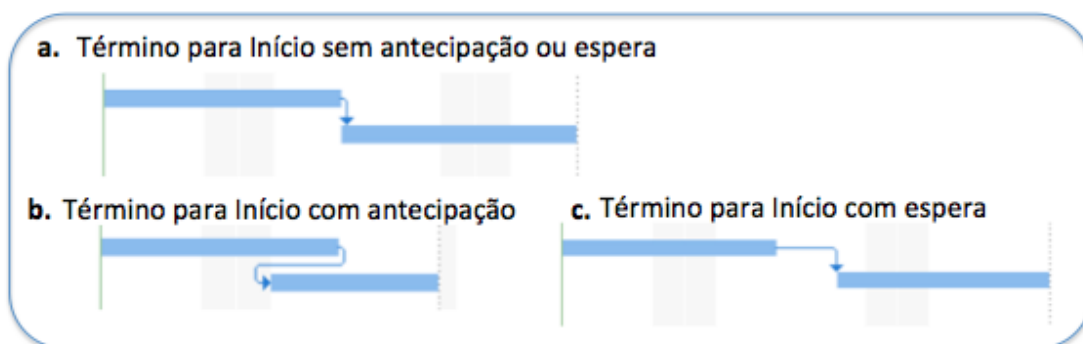 a. Término para Início sem antecipação ou espera
b. Término para Início com antecipação
c. Término para Início com espera